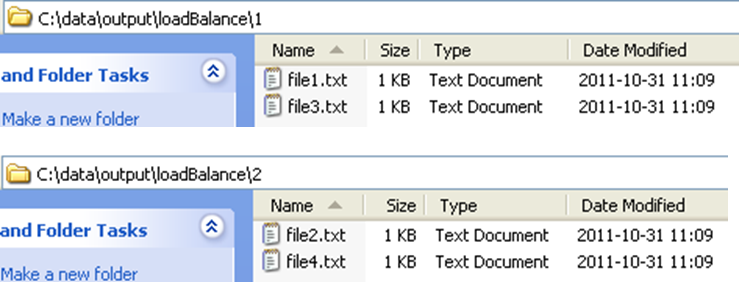 C:\data\output\loadBalance\1
Name Size Type Date Modified
and Folder Tasks
file1.txt 1 KB Text Document 2011-10-31 11:09
file3.txt 1 KB Text Document 2011-10-31 11:09
Make a new folder
C:\data\output\loadBalance\2
Name Size Type Date Modified
and Folder Tasks
file2.txt 1 KB Text Document 2011-10-31 11:09
file4.txt 1 KB Text Document 2011-10-31 11:09
Make a new folder